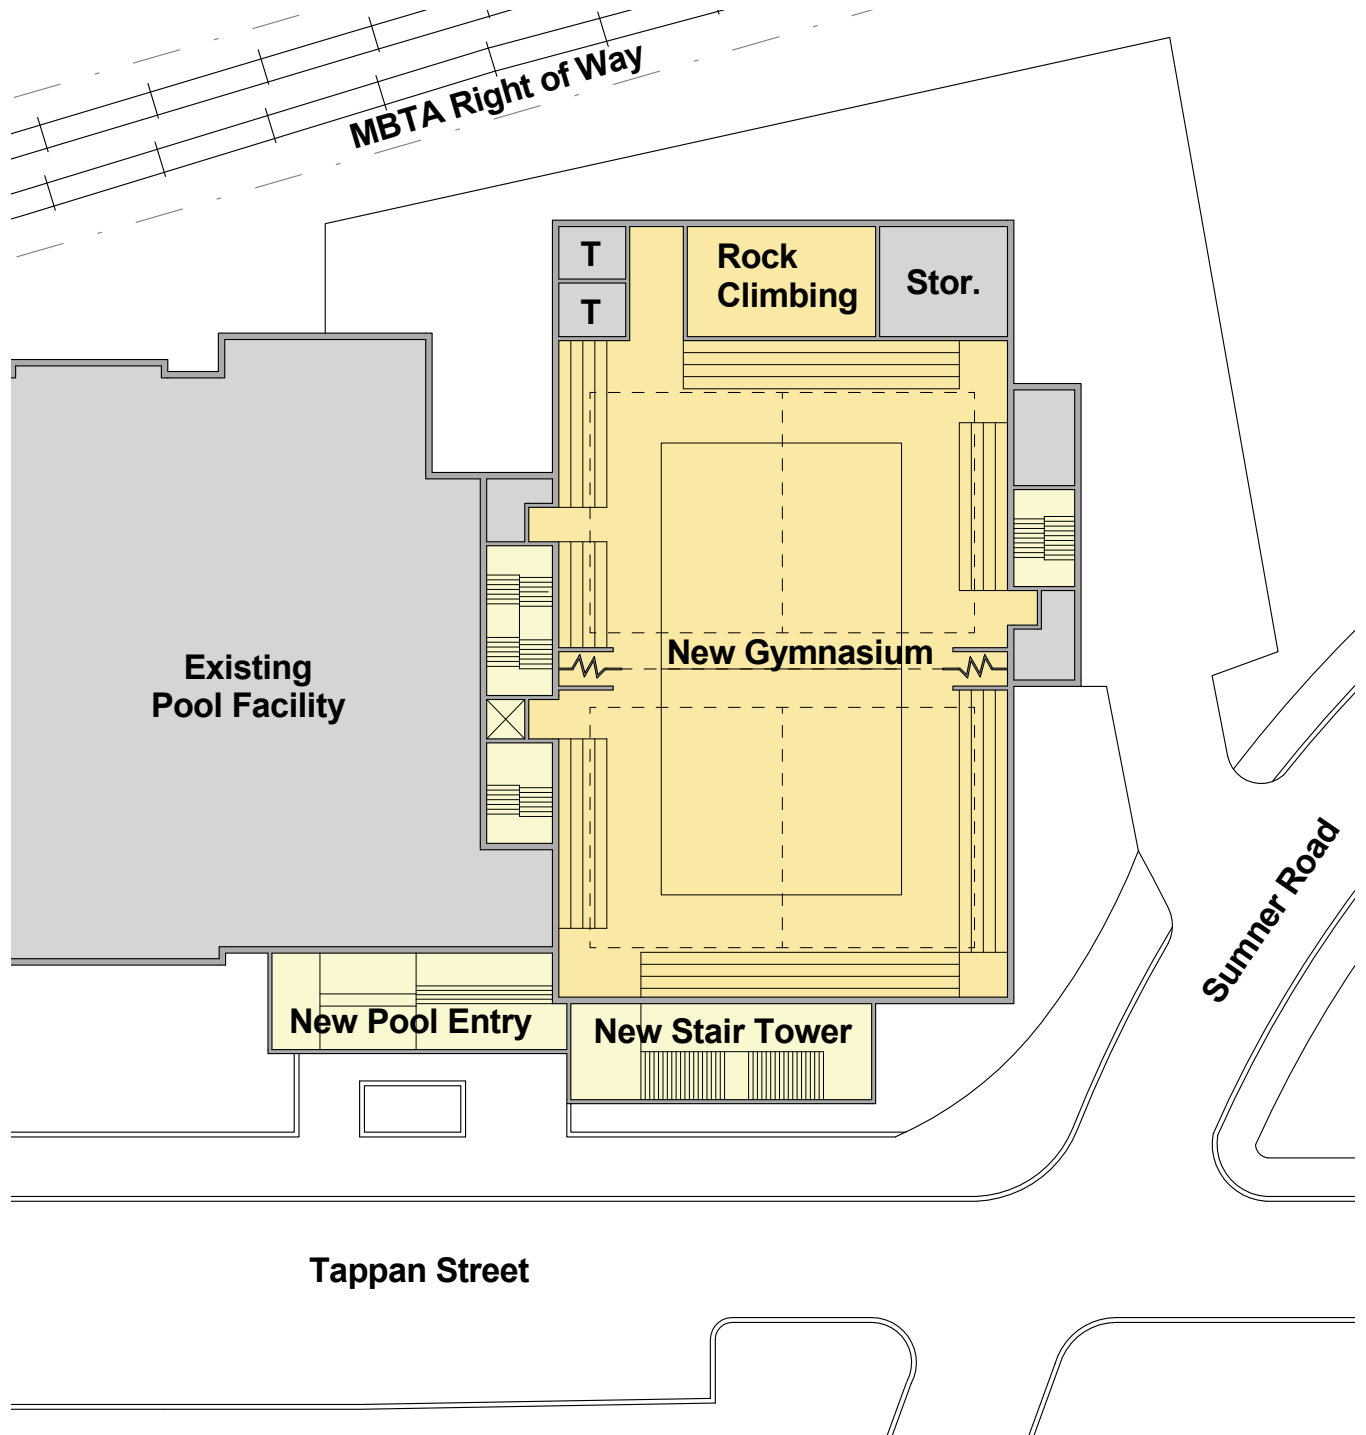 MBTA Right of Way
T
T
Rock
Climbing
Stor.
New Gymnasium
Existing
Pool Facility
New Pool Entry
New Stair Tower
Sumner Road
Tappan Street